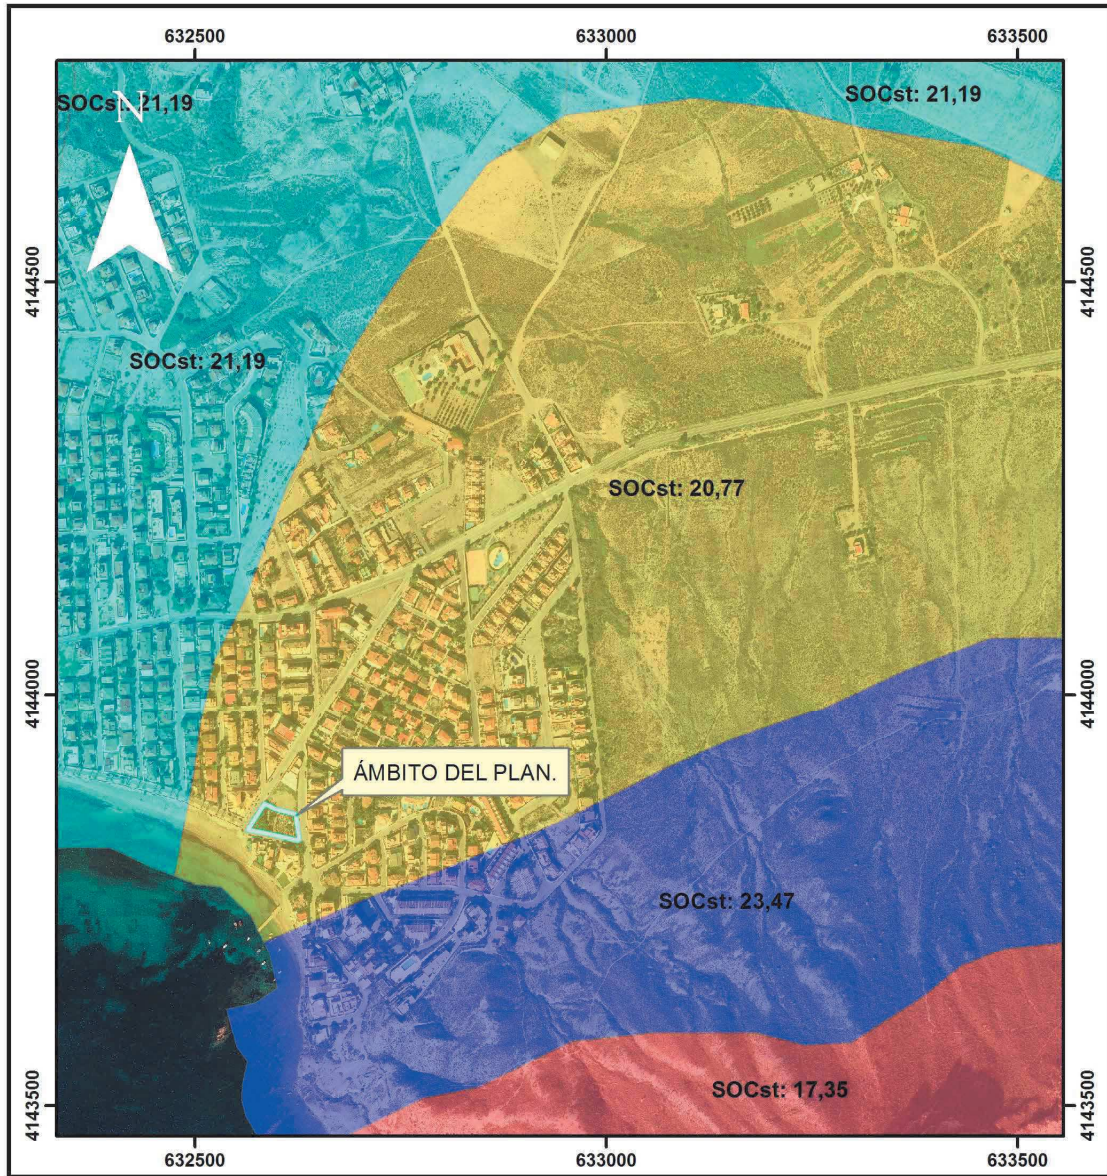 632500 633000 633500
SOCst: 21,19
N
SOCst: 21,19
4144500
4144500
SOCst: 21,19
SOCst: 20,77
4144000
4144000
ÁMBITO DEL PLAN.
SOCst: 23,47
SOCst: 17,35
4143500
4143500
632500 633000 633500